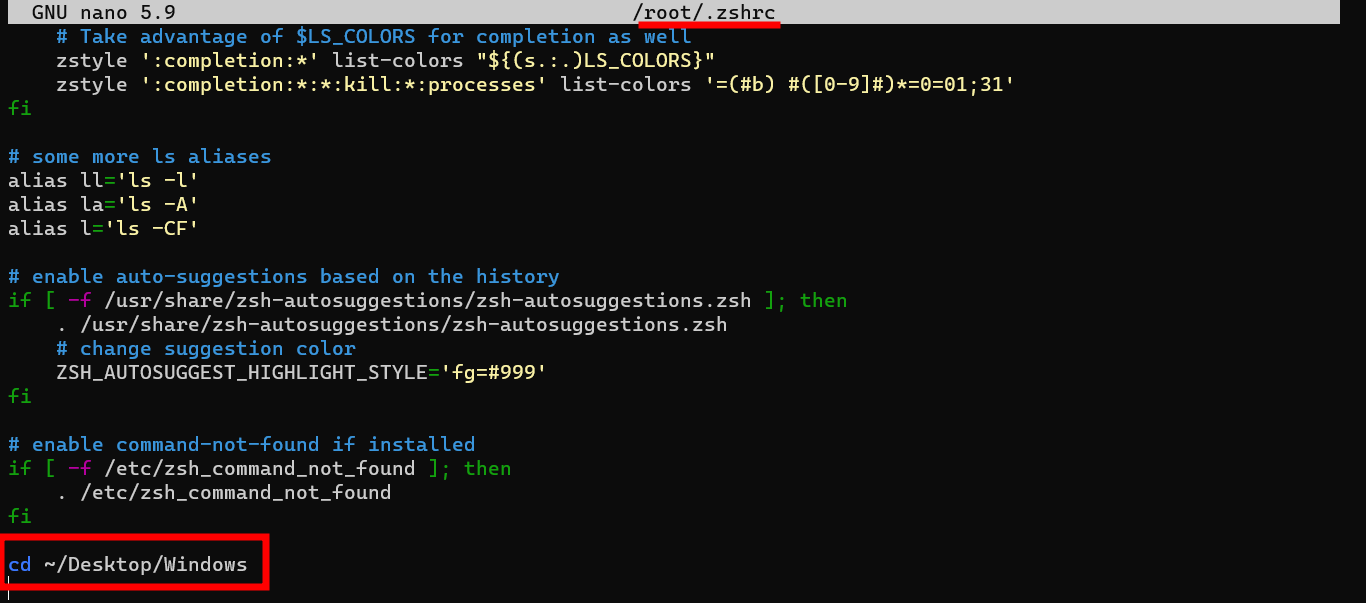 GNU nano 5.9 /root/.zshrc
# Take advantage of $LS_COLORS for completion as well
zstyle ':completion:*' list-colors "${(s.:.)LS_COLORS}"
zstyle ':completion:*:*:kill:*:processes' list-colors '=(#b) #([0-9]#)*=0=01;31'
fi
# some more ls aliases
alias ll='ls -l'
alias la='ls -A'
alias l='ls -CF'
# enable auto-suggestions based on the history
if [ -f /usr/share/zsh-autosuggestions/zsh-autosuggestions.zsh ]; then
. /usr/share/zsh-autosuggestions/zsh-autosuggestions.zsh
# change suggestion color
ZSH_AUTOSUGGEST_HIGHLIGHT_STYLE='fg=#999'
fi
# enable command-not-found if installed
if [ -f /etc/zsh_command_not_found ]; then
. /etc/zsh_command_not_found
fi
cd ~/Desktop/Windows